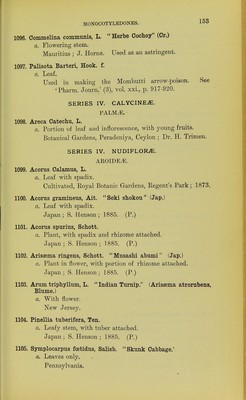 MONOCOTYLEDONES. 153
1096. Commelina communis, L. "Herbe Cochoy" (Cr.)
a. Flowering stem.
Mauritius ; J. Horne. Used as an astringent.
1097. Palisota Barteri, Hook. f.
a. Leaf.
Used in making the Mombutti arrow-poison. See
'Pharm. Journ.' (3), vol. xxi., p. 917-920.
SERIES IV. CALYCINEÆ.
PALMÆ.
1098. Areca Catechu, L.
a. Portion of leaf and inflorescence, with young fruits.
Botanical Gardens, Peradeniya, Ceylon ; Dr. H. Trimen.
SERIES IV. NUDIFLORÆ.
AROIDEÆ.
1099. Acorus Calamus, L.
a. Leaf with spadix.
Cultivated, Royal Botanic Gardens, Regent's Park ; 1873.
1100. Acorus gramineus, Ait. "Seki shokon" (Jap.)
a. Leaf with spadix.
Japan ; S. Henson ; 1885. (P.)
1101. Acorus spurius, Schott.
a. Plant, with spadix and rhizome attached.
Japan ; S. Henson ; 1885. (P.)
1102. Arisæma ringens, Schott. "Musashi abumi" (Jap.)
a. Plant in flower, with portion of rhizome attached.
Japan ; S. Henson ; 1885. (P.)
1103. Arum triphyllum, L. "Indian Turnip." (Arisæma atrorubens,
Blume.)
a. With flower.
New Jersey.
1104. Pinellia tuberifera, Ten.
a. Leafy stem, with tuber attached.
Japan ; S. Henson ; 1885. (P.)
1105. Symplocarpus fœtidus, Salisb. "Skunk Cabbage."
a. Leaves only.
Pennsylvania.